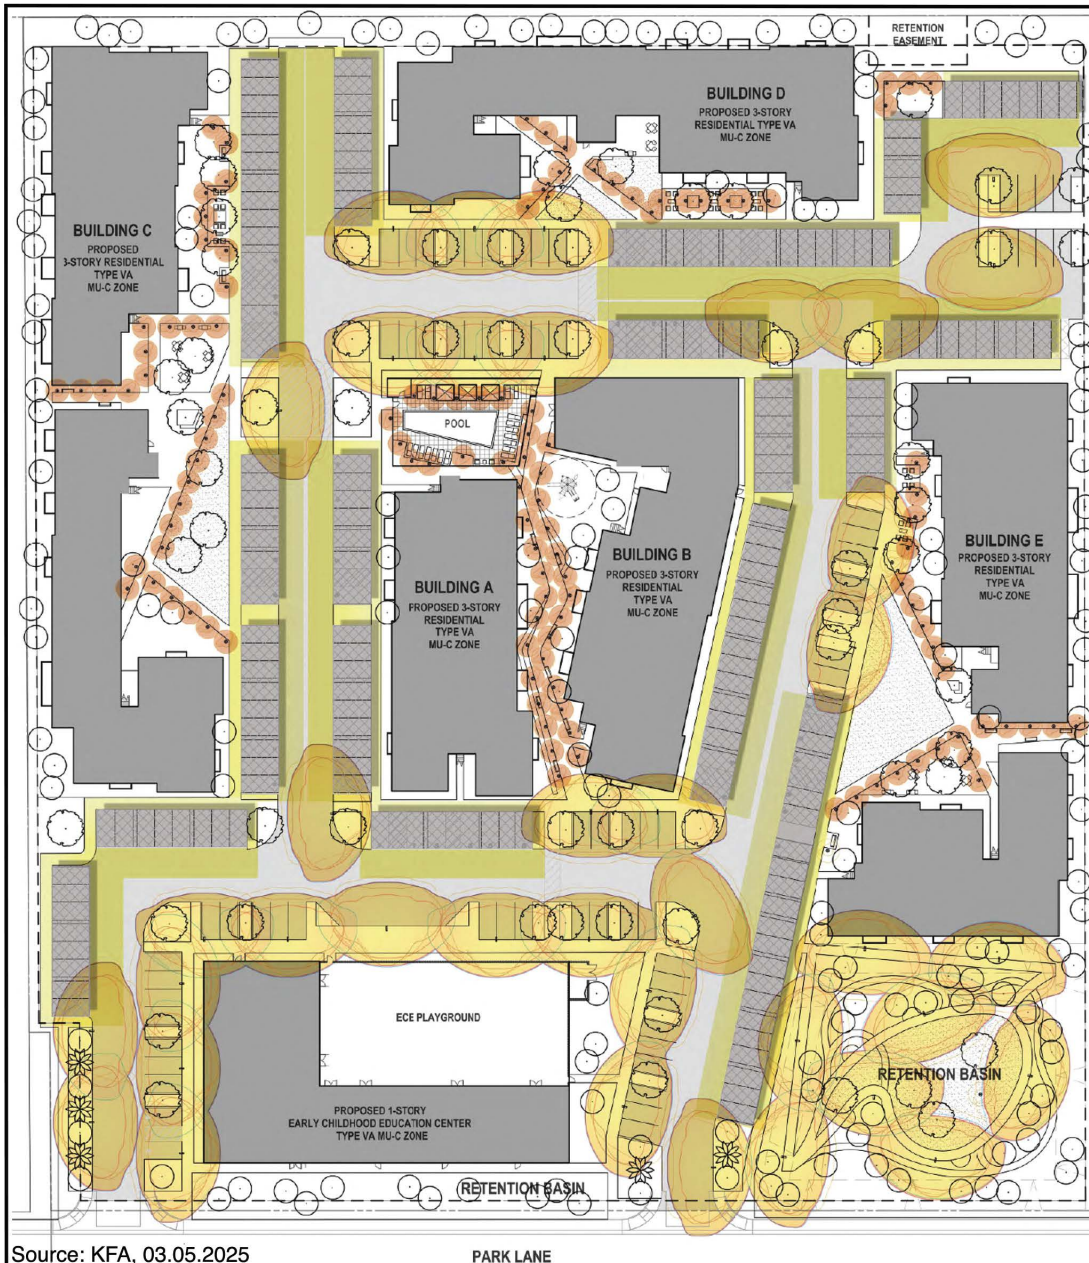 RETENTION
EASEMENT
BUILDING D
PROPOSED 3-STORY
RESIDENTIAL TYPE VA
MU-C ZONE
BUILDING C
PROPOSED
3-STORY RESIDENTIAL
TYPE VA
MU-C ZONE
POOL
BUILDING A
PROPOSED 3-STORY
RESIDENTIAL
TYPE VA
MU-C ZONE
BUILDING B
PROPOSED 3-STORY
RESIDENTIAL
TYPE VA
MU-C ZONE
BUILDING E
PROPOSED 3-STORY
RESIDENTIAL
TYPE VA
MU-C ZONE
ECE PLAYGROUND
PROPOSED 1-STORY
EARLY CHILDHOOD EDUCATION CENTER
TYPE VA MU-C ZONE
RETENTION BASIN
RETENTION BASIN
Source: KFA, 03.05.2025
PARK LANE